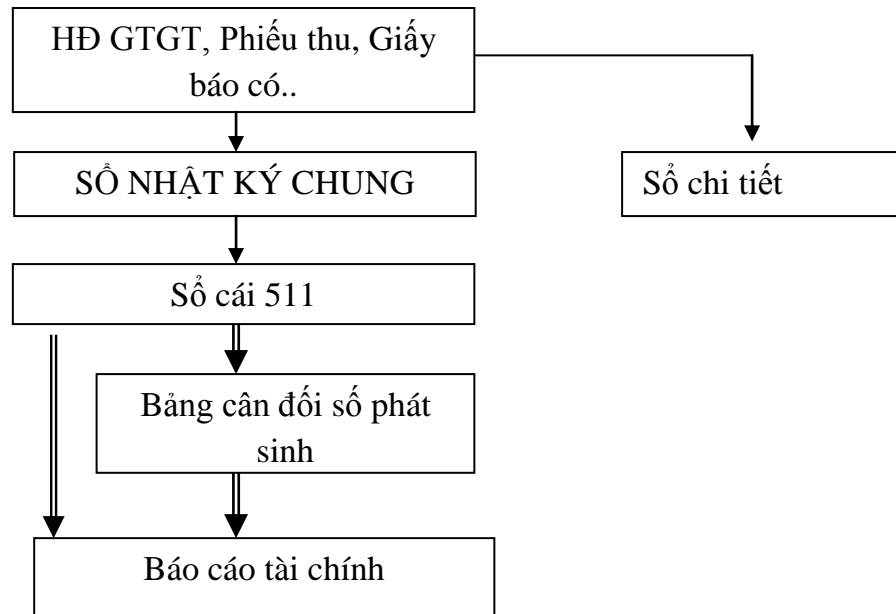 HĐ GTGT, Phiếu thu, Giấy
báo có..
SỔ NHẬT KÝ CHUNG
Sổ chi tiết
Sổ cái 511
Bảng cân đối số phát
sinh
Báo cáo tài chính